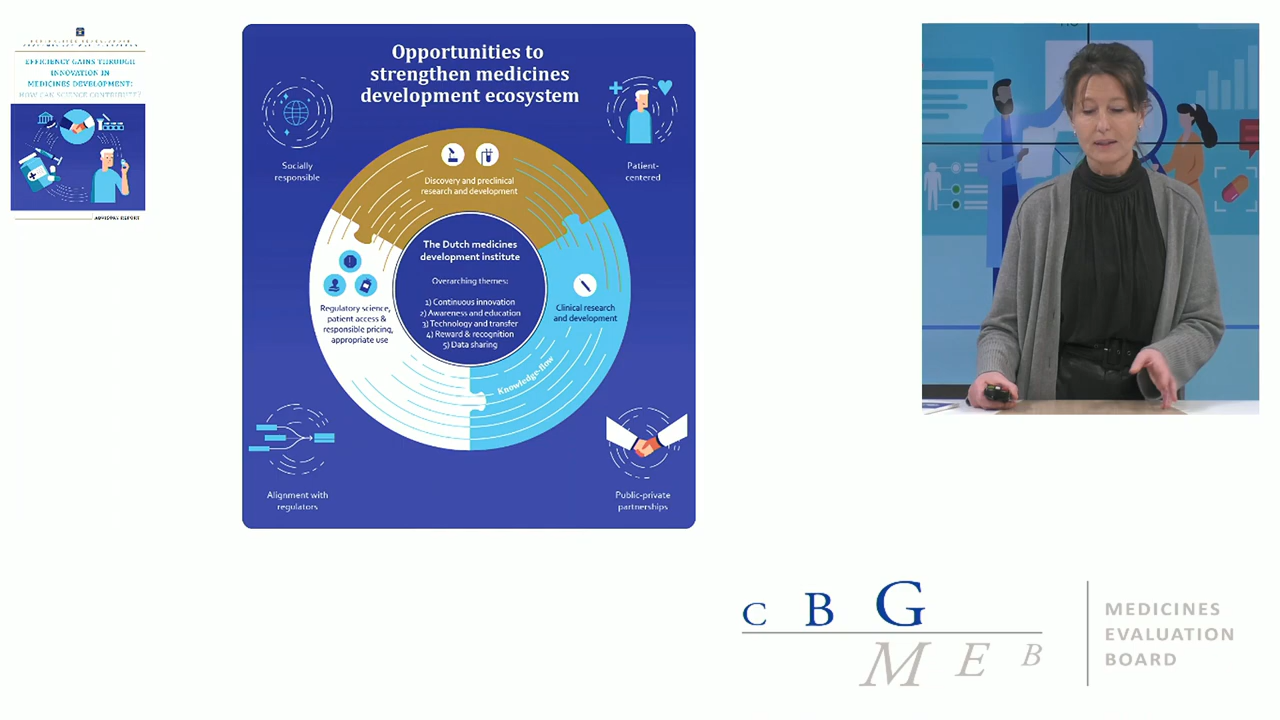 EFFICIENCY GAINS THROUGH
INNOVATION IN
MEDICINES DEVELOPMENT:
HOW CAN SCIENCE CONTRIBUTE?
ADVISORY REPORT
Opportunities to
strengthen medicines
development ecosystem
Socially
responsible
Patient-
centered
Discovery and preclinical
research and development
The Dutch medicines
development institute
Overarching themes:
1) Continuous innovation
2) Awareness and education
3) Technology and transfer
4) Reward & recognition
5) Data sharing
Regulatory science,
patient access &
responsible pricing,
appropriate use
Clinical research
and development
Knowledge-flow
Alignment with
regulators
Public-private
partnerships
C B G
M E B
MEDICINES
EVALUATION
BOARD